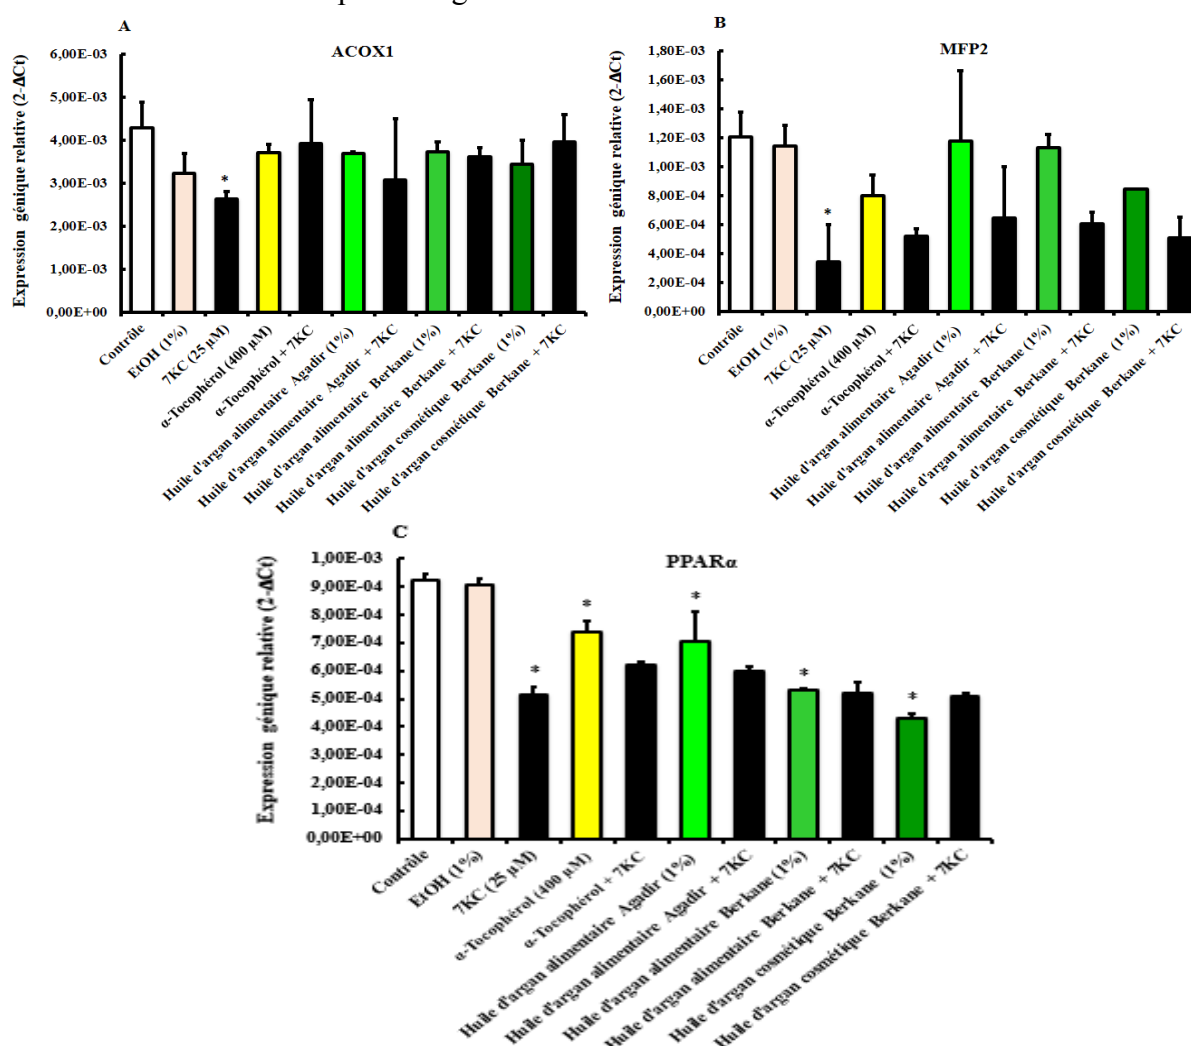 A
ACOX1
Expression génique relative (2-ΔCt)
6,00E-03
5,00E-03
4,00E-03
3,00E-03
2,00E-03
1,00E-03
0,00E+00
*
Contrôle
EtOH (1%)
7KC (25 µM)
α-Tocophérol (400 µM)
α-Tocophérol + 7KC
Huile d'argan alimentaire Agadir (1%)
Huile d'argan alimentaire Agadir + 7KC
Huile d'argan alimentaire Berkane (1%)
Huile d'argan alimentaire Berkane + 7KC
Huile d'argan cosmétique Berkane (1%)
Huile d'argan cosmétique Berkane + 7KC
B
MFP2
Expression génique relative (2-ΔCt)
1,80E-03
1,60E-03
1,40E-03
1,20E-03
1,00E-03
8,00E-04
6,00E-04
4,00E-04
2,00E-04
0,00E+00
*
Contrôle
EtOH (1%)
7KC (25 µM)
α-Tocophérol (400 µM)
α-Tocophérol + 7KC
Huile d'argan alimentaire Agadir (1%)
Huile d'argan alimentaire Agadir + 7KC
Huile d'argan alimentaire Berkane (1%)
Huile d'argan alimentaire Berkane + 7KC
Huile d'argan cosmétique Berkane (1%)
Huile d'argan cosmétique Berkane + 7KC
C
PPARα
Expression génique relative (2-ΔCt)
1,00E-03
9,00E-04
8,00E-04
7,00E-04
6,00E-04
5,00E-04
4,00E-04
3,00E-04
2,00E-04
1,00E-04
0,00E+00
*
*
*
*
*
Contrôle
EtOH (1%)
7KC (25 µM)
α-Tocophérol (400 µM)
α-Tocophérol + 7KC
Huile d'argan alimentaire Agadir (1%)
Huile d'argan alimentaire Agadir + 7KC
Huile d'argan alimentaire Berkane (1%)
Huile d'argan alimentaire Berkane + 7KC
Huile d'argan cosmétique Berkane (1%)
Huile d'argan cosmétique Berkane + 7KC